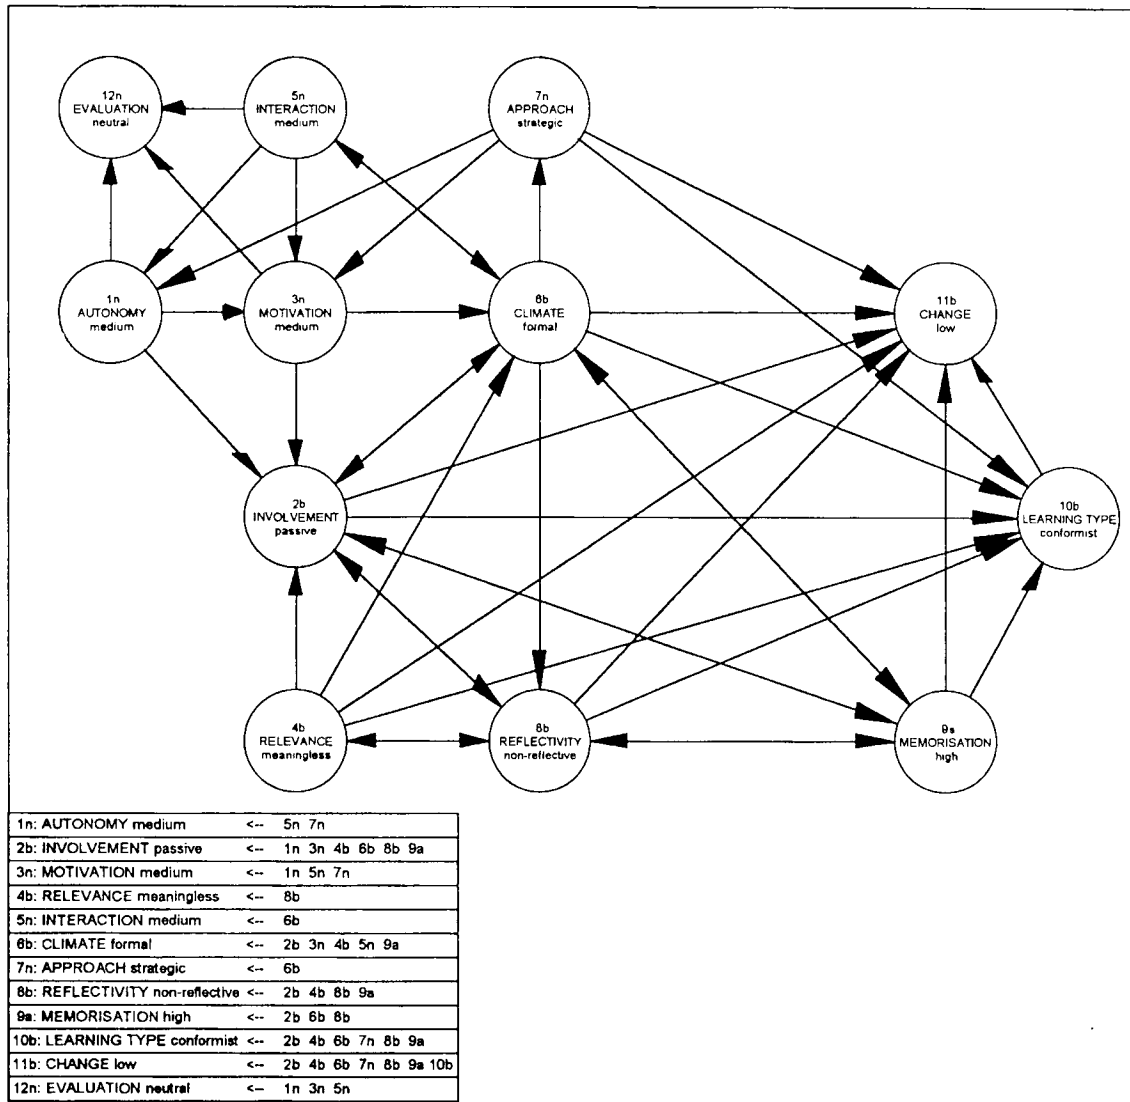 12n
EVALUATION
neutral
5n
INTERACTION
medium
7n
APPROACH
strategic
1n
AUTONOMY
medium
3n
MOTIVATION
medium
6b
CLIMATE
formal
11b
CHANGE
low
2b
INVOLVEMENT
passive
10b
LEARNING TYPE
conformist
4b
RELEVANCE
meaningless
8b
REFLECTIVITY
non-reflective
9a
MEMORISATION
high
1n: AUTONOMY medium <-- 5n 7n
2b: INVOLVEMENT passive <-- 1n 3n 4b 6b 8b 9a
3n: MOTIVATION medium <-- 1n 5n 7n
4b: RELEVANCE meaningless <-- 8b
5n: INTERACTION medium <-- 6b
6b: CLIMATE formal <-- 2b 3n 4b 5n 9a
7n: APPROACH strategic <-- 6b
8b: REFLECTIVITY non-reflective <-- 2b 4b 8b 9a
9a: MEMORISATION high <-- 2b 6b 8b
10b: LEARNING TYPE conformist <-- 2b 4b 6b 7n 8b 9a
11b: CHANGE low <-- 2b 4b 6b 7n 8b 9a 10b
12n: EVALUATION neutral <-- 1n 3n 5n